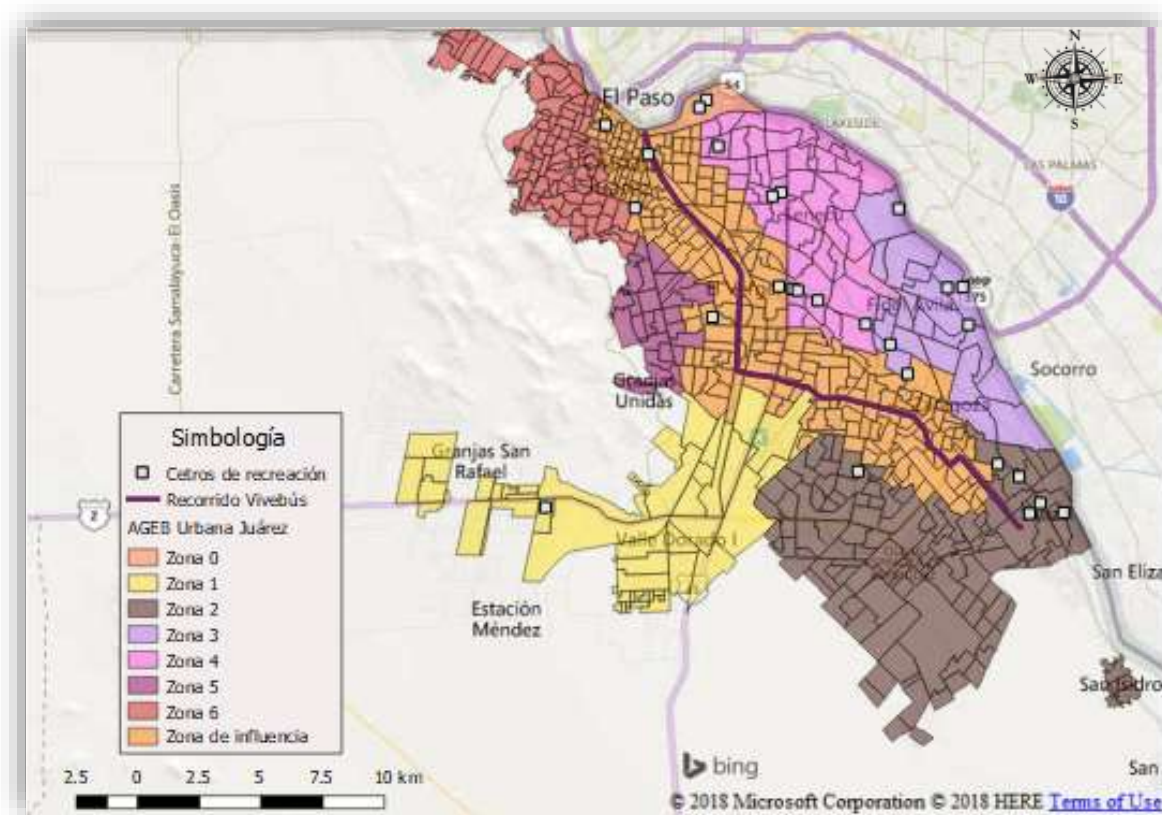 N
W E
S
El Paso
54
LAKESIDE
LAS PALMAS
10
Carretera Samalayuca-El Oasis
375
Socorro
Granjas
Unidas
Granjas San
Rafael
2
Valle Dorado I
Estación
Méndez
San Eliza
San Isidro
San
Simbología
Cetros de recreación
Recorrido Vivebús
AGEB Urbana Juárez
Zona 0
Zona 1
Zona 2
Zona 3
Zona 4
Zona 5
Zona 6
Zona de influencia
2.5 0 2.5 5 7.5 10 km
bing
© 2018 Microsoft Corporation © 2018 HERE Terms of Use